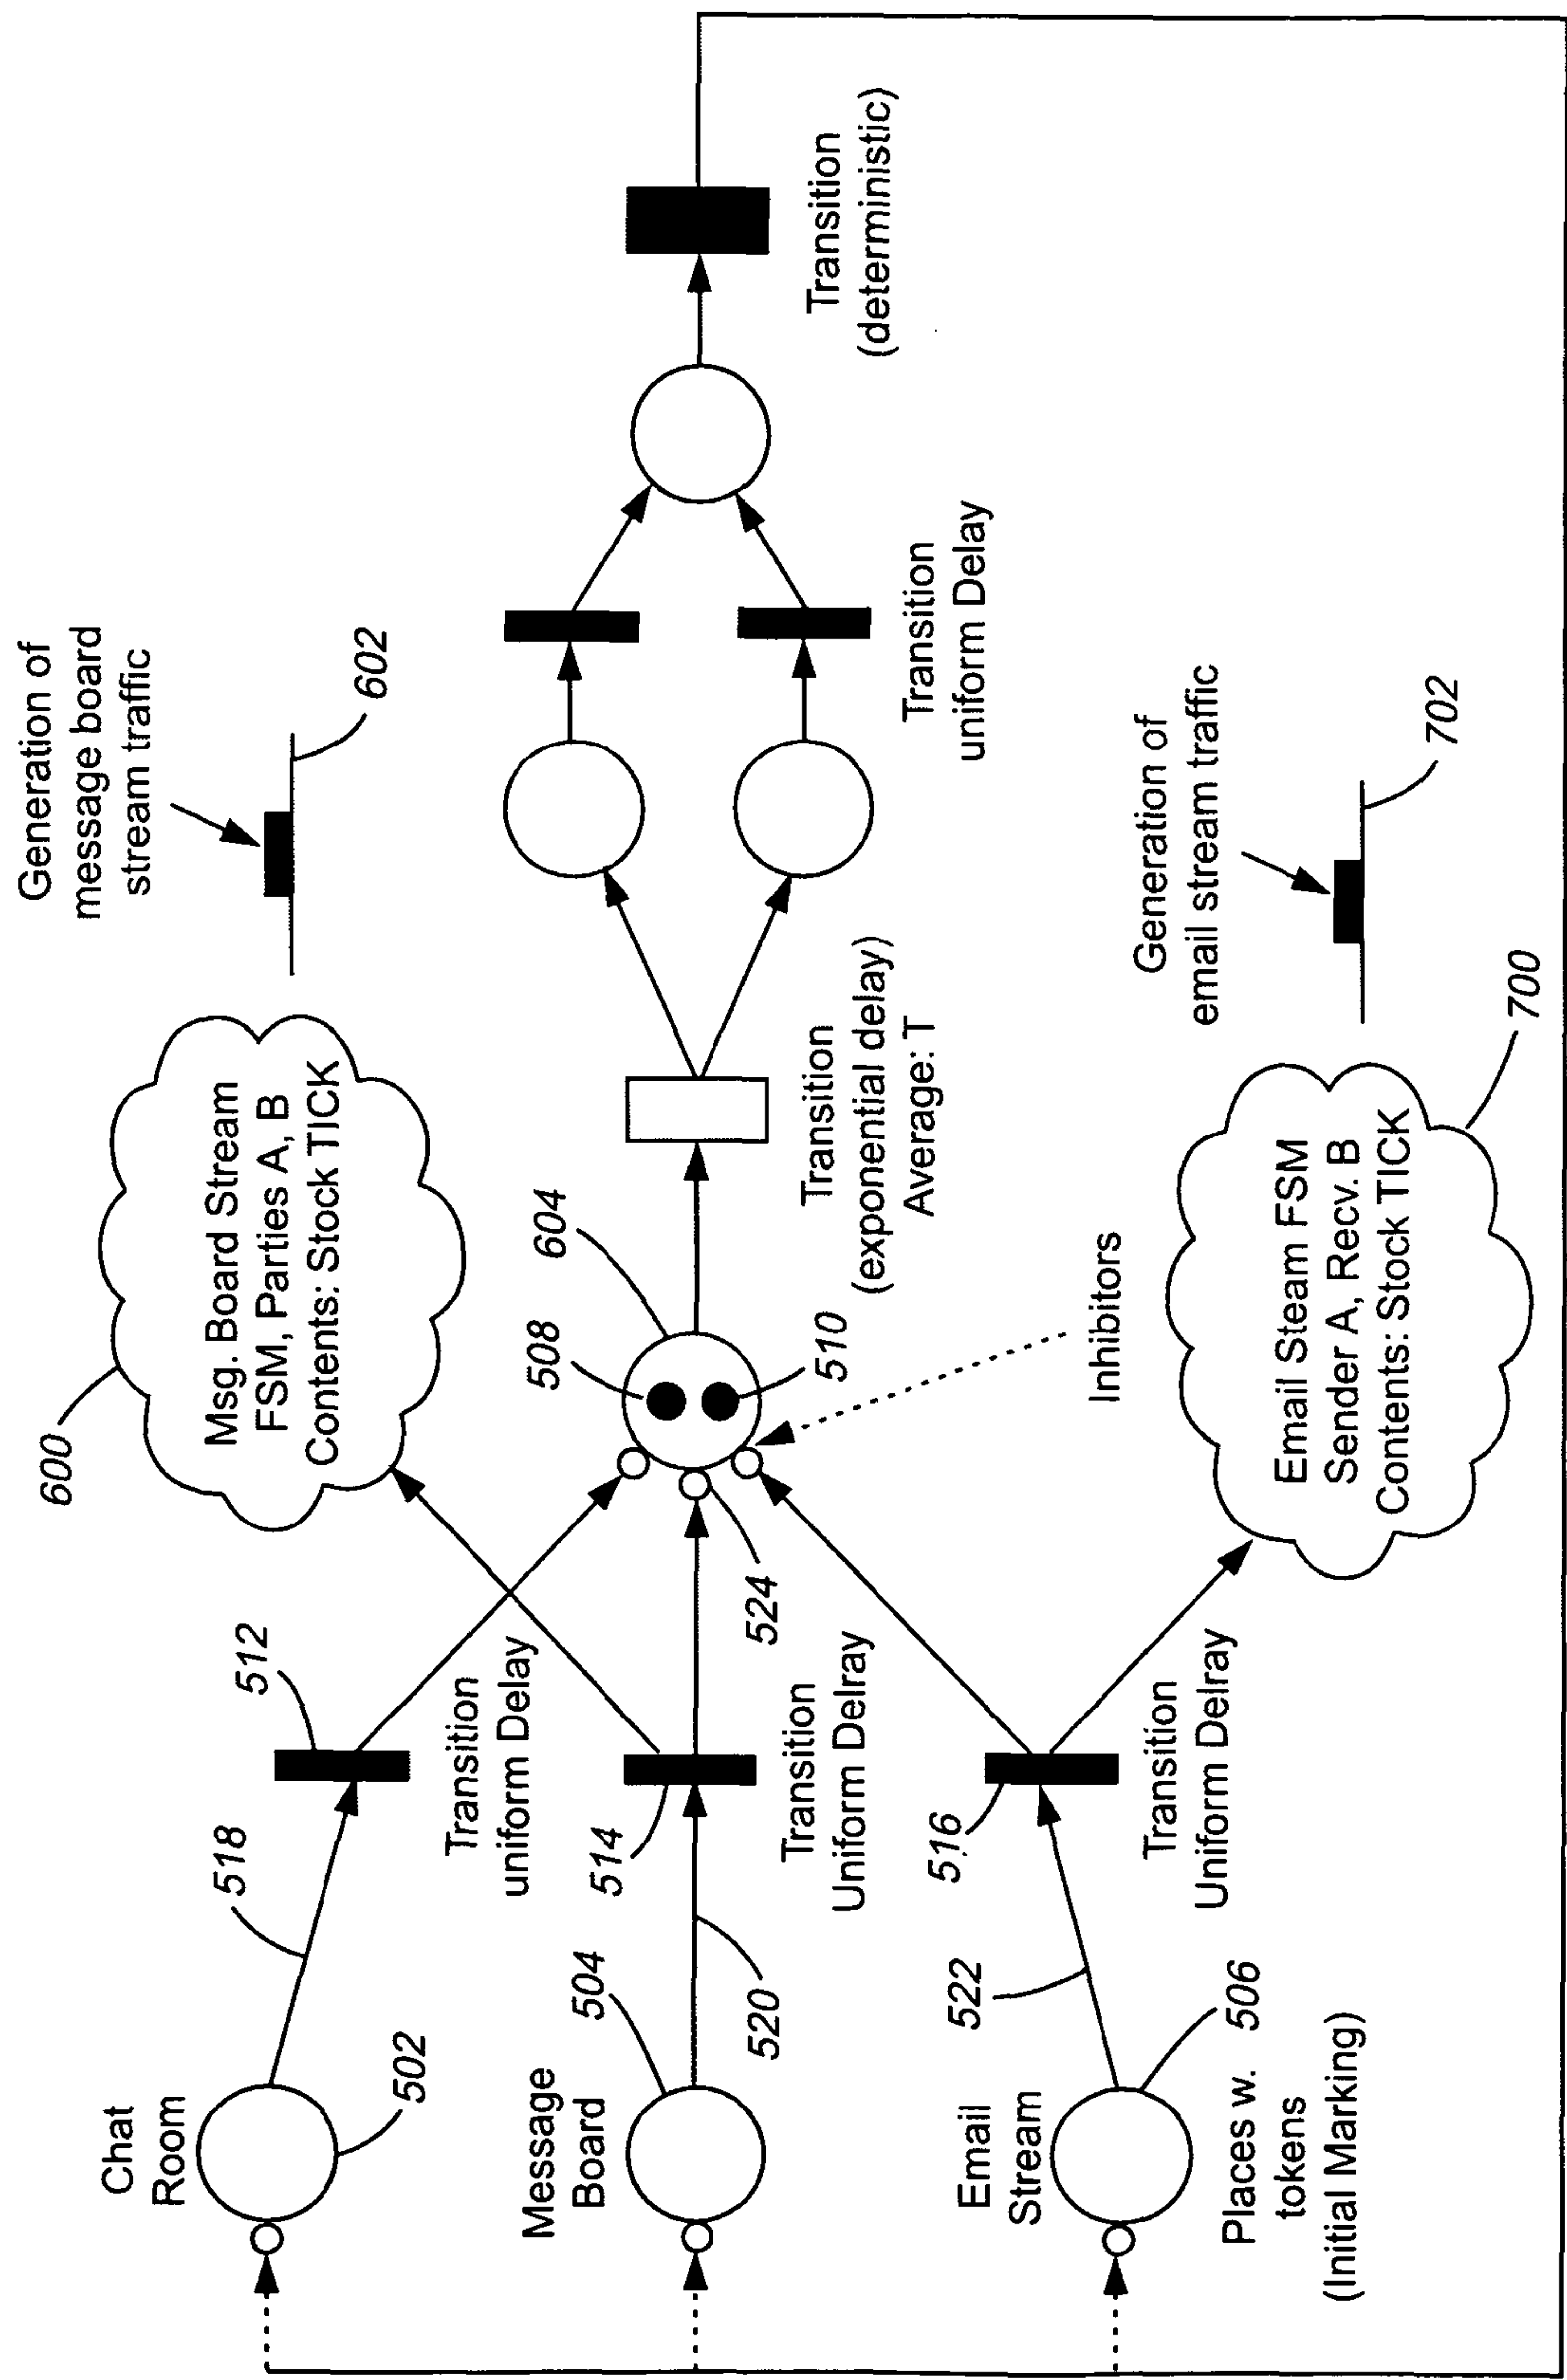 Chat
Room
502
518
512
Transition
uniform Delay
Message
Board
504
520
514
Transition
Uniform Delray
Email
Stream
506
522
516
Transition
Uniform Delray
Places w.
tokens
(Initial Marking)
600
Msg. Board Stream
FSM, Parties A, B
Contents: Stock TICK
Generation of
message board
stream traffic
602
508
604
510
524
Inhibitors
Transition
(exponential delay)
Average: T
Transition
uniform Delay
Transition
(deterministic)
Email Steam FSM
Sender A, Recv. B
Contents: Stock TICK
700
Generation of
email stream traffic
702